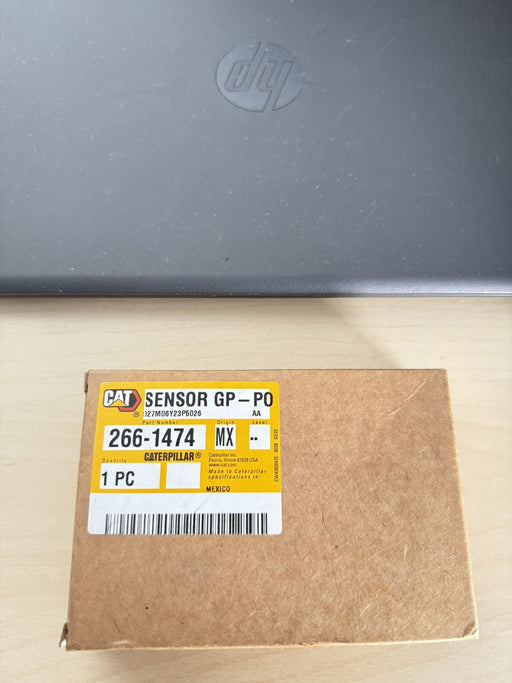 hp
CAT
®
SENSOR GP-PO
D27M06Y23P5026
AA
Part Number
Origin
Level
266-1474
MX
--
CATERPILLAR®
Caterpillar Inc.
Peoria, Illinois 61629 USA
www.cat.com
Quantity
Made to Caterpillar
specifications in:
1 PC
MEXICO